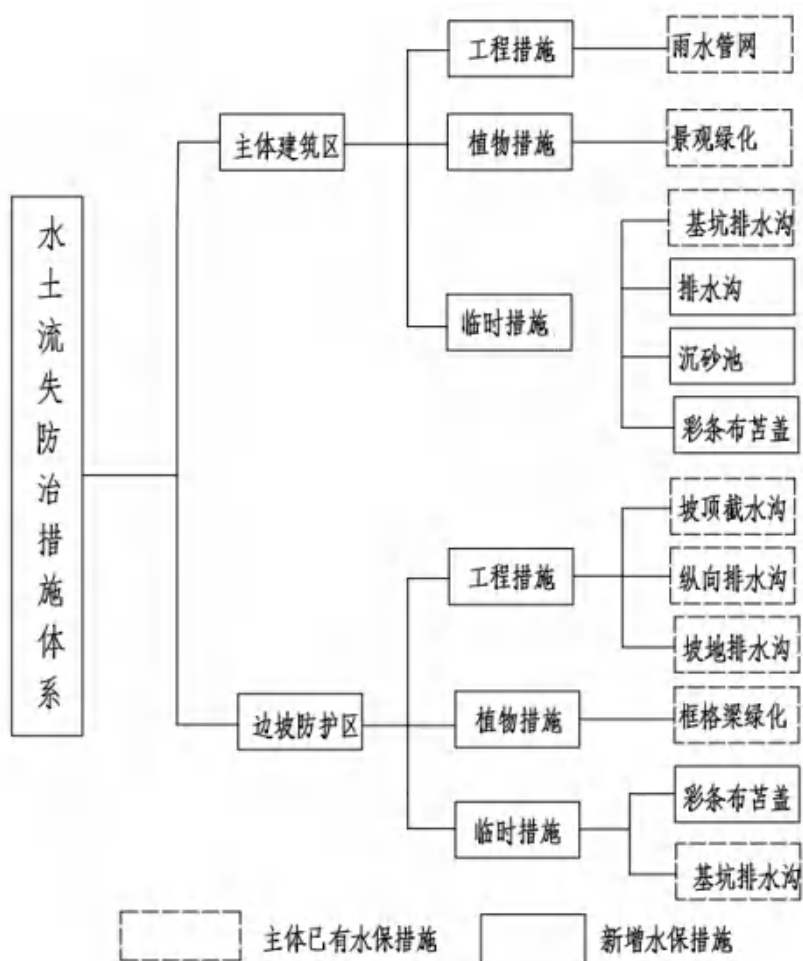 水土流失防治措施体系
主体建筑区
工程措施
雨水管网
植物措施
景观绿化
临时措施
基坑排水沟
排水沟
沉砂池
彩条布苫盖
边坡防护区
工程措施
坡顶截水沟
纵向排水沟
坡地排水沟
植物措施
框格梁绿化
临时措施
彩条布苫盖
基坑排水沟
主体已有水保措施
新增水保措施